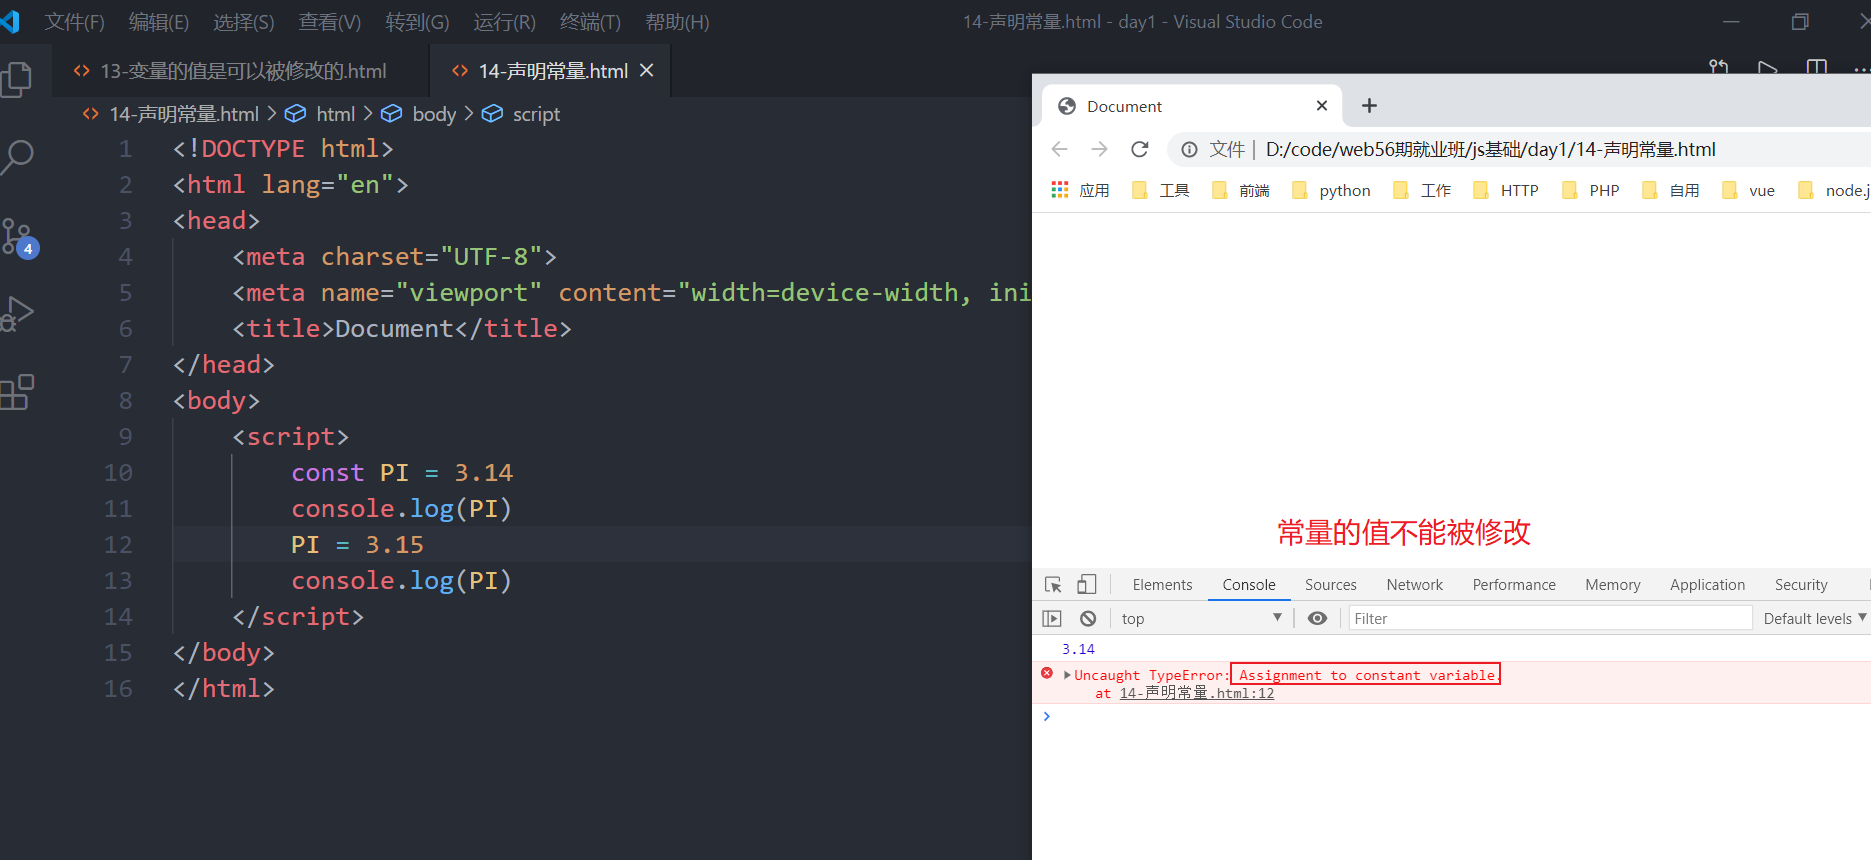 文件(F) 编辑(E) 选择(S) 查看(V) 转到(G) 运行(R) 终端(T) 帮助(H) 14-声明常量.html - day1 - Visual Studio Code
13-变量的值是可以被修改的.html 14-声明常量.html
14-声明常量.html > html > body > script
4
1 <!DOCTYPE html>
2 <html lang="en">
3 <head>
4 <meta charset="UTF-8">
5 <meta name="viewport" content="width=device-width, ini
6 <title>Document</title>
7 </head>
8 <body>
9 <script>
10 const PI = 3.14
11 console.log(PI)
12 PI = 3.15
13 console.log(PI)
14 </script>
15 </body>
16 </html>
Document
文件 | D:/code/web56期就业班/js基础/day1/14-声明常量.html
应用 工具 前端 python 工作 HTTP PHP 自用 vue node.j
常量的值不能被修改
Elements Console Sources Network Performance Memory Application Security
top Filter Default levels
3.14
Uncaught TypeError: Assignment to constant variable.
at 14-声明常量.html:12